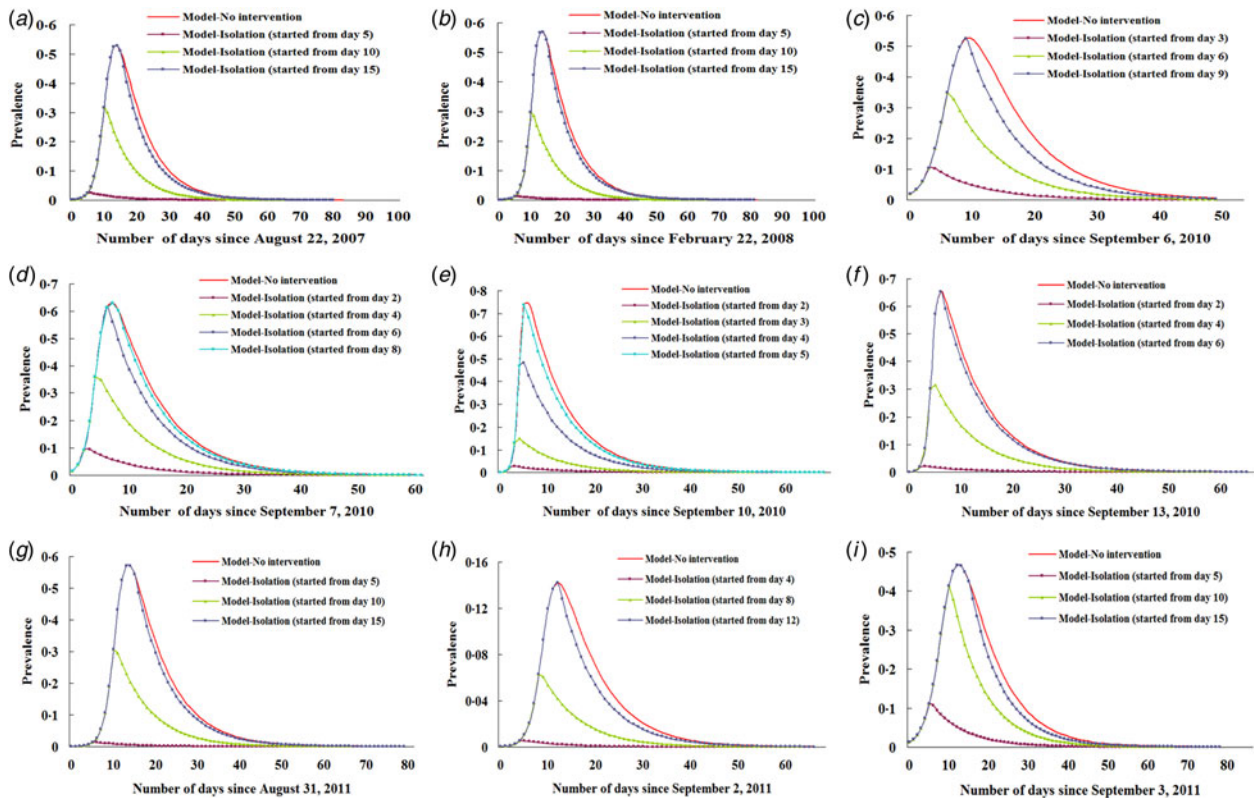 (a)
Model-No intervention
Model-Isolation (started from day 5)
Model-Isolation (started from day 10)
Model-Isolation (started from day 15)
Prevalence
0·6
0·5
0·4
0·3
0·2
0·1
0
0 10 20 30 40 50 60 70 80 90 100
Number of days since August 22, 2007
(b)
Model-No intervention
Model-Isolation (started from day 5)
Model-Isolation (started from day 10)
Model-Isolation (started from day 15)
Prevalence
0·6
0·5
0·4
0·3
0·2
0·1
0
0 10 20 30 40 50 60 70 80 90 100
Number of days since February 22, 2008
(c)
Model-No intervention
Model-Isolation (started from day 3)
Model-Isolation (started from day 6)
Model-Isolation (started from day 9)
Prevalence
0·6
0·5
0·4
0·3
0·2
0·1
0
0 10 20 30 40 50
Number of days since September 6, 2010
(d)
Model-No intervention
Model-Isolation (started from day 2)
Model-Isolation (started from day 4)
Model-Isolation (started from day 6)
Model-Isolation (started from day 8)
Prevalence
0·7
0·6
0·5
0·4
0·3
0·2
0·1
0
0 10 20 30 40 50 60
Number of days since September 7, 2010
(e)
Model-No intervention
Model-Isolation (started from day 2)
Model-Isolation (started from day 3)
Model-Isolation (started from day 4)
Model-Isolation (started from day 5)
Prevalence
0·8
0·7
0·6
0·5
0·4
0·3
0·2
0·1
0
0 10 20 30 40 50 60
Number of days since September 10, 2010
(f)
Model-No intervention
Model-Isolation (started from day 2)
Model-Isolation (started from day 4)
Model-Isolation (started from day 6)
Prevalence
0·7
0·6
0·5
0·4
0·3
0·2
0·1
0
0 10 20 30 40 50 60
Number of days since September 13, 2010
(g)
Model-No intervention
Model-Isolation (started from day 5)
Model-Isolation (started from day 10)
Model-Isolation (started from day 15)
Prevalence
0·6
0·5
0·4
0·3
0·2
0·1
0
0 10 20 30 40 50 60 70 80
Number of days since August 31, 2011
(h)
Model-No intervention
Model-Isolation (started from day 4)
Model-Isolation (started from day 8)
Model-Isolation (started from day 12)
Prevalence
0·16
0·12
0·08
0·04
0
0 10 20 30 40 50 60
Number of days since September 2, 2011
(i)
Model-No intervention
Model-Isolation (started from day 5)
Model-Isolation (started from day 10)
Model-Isolation (started from day 15)
Prevalence
0·5
0·4
0·3
0·2
0·1
0
0 10 20 30 40 50 60 70 80
Number of days since September 3, 2011